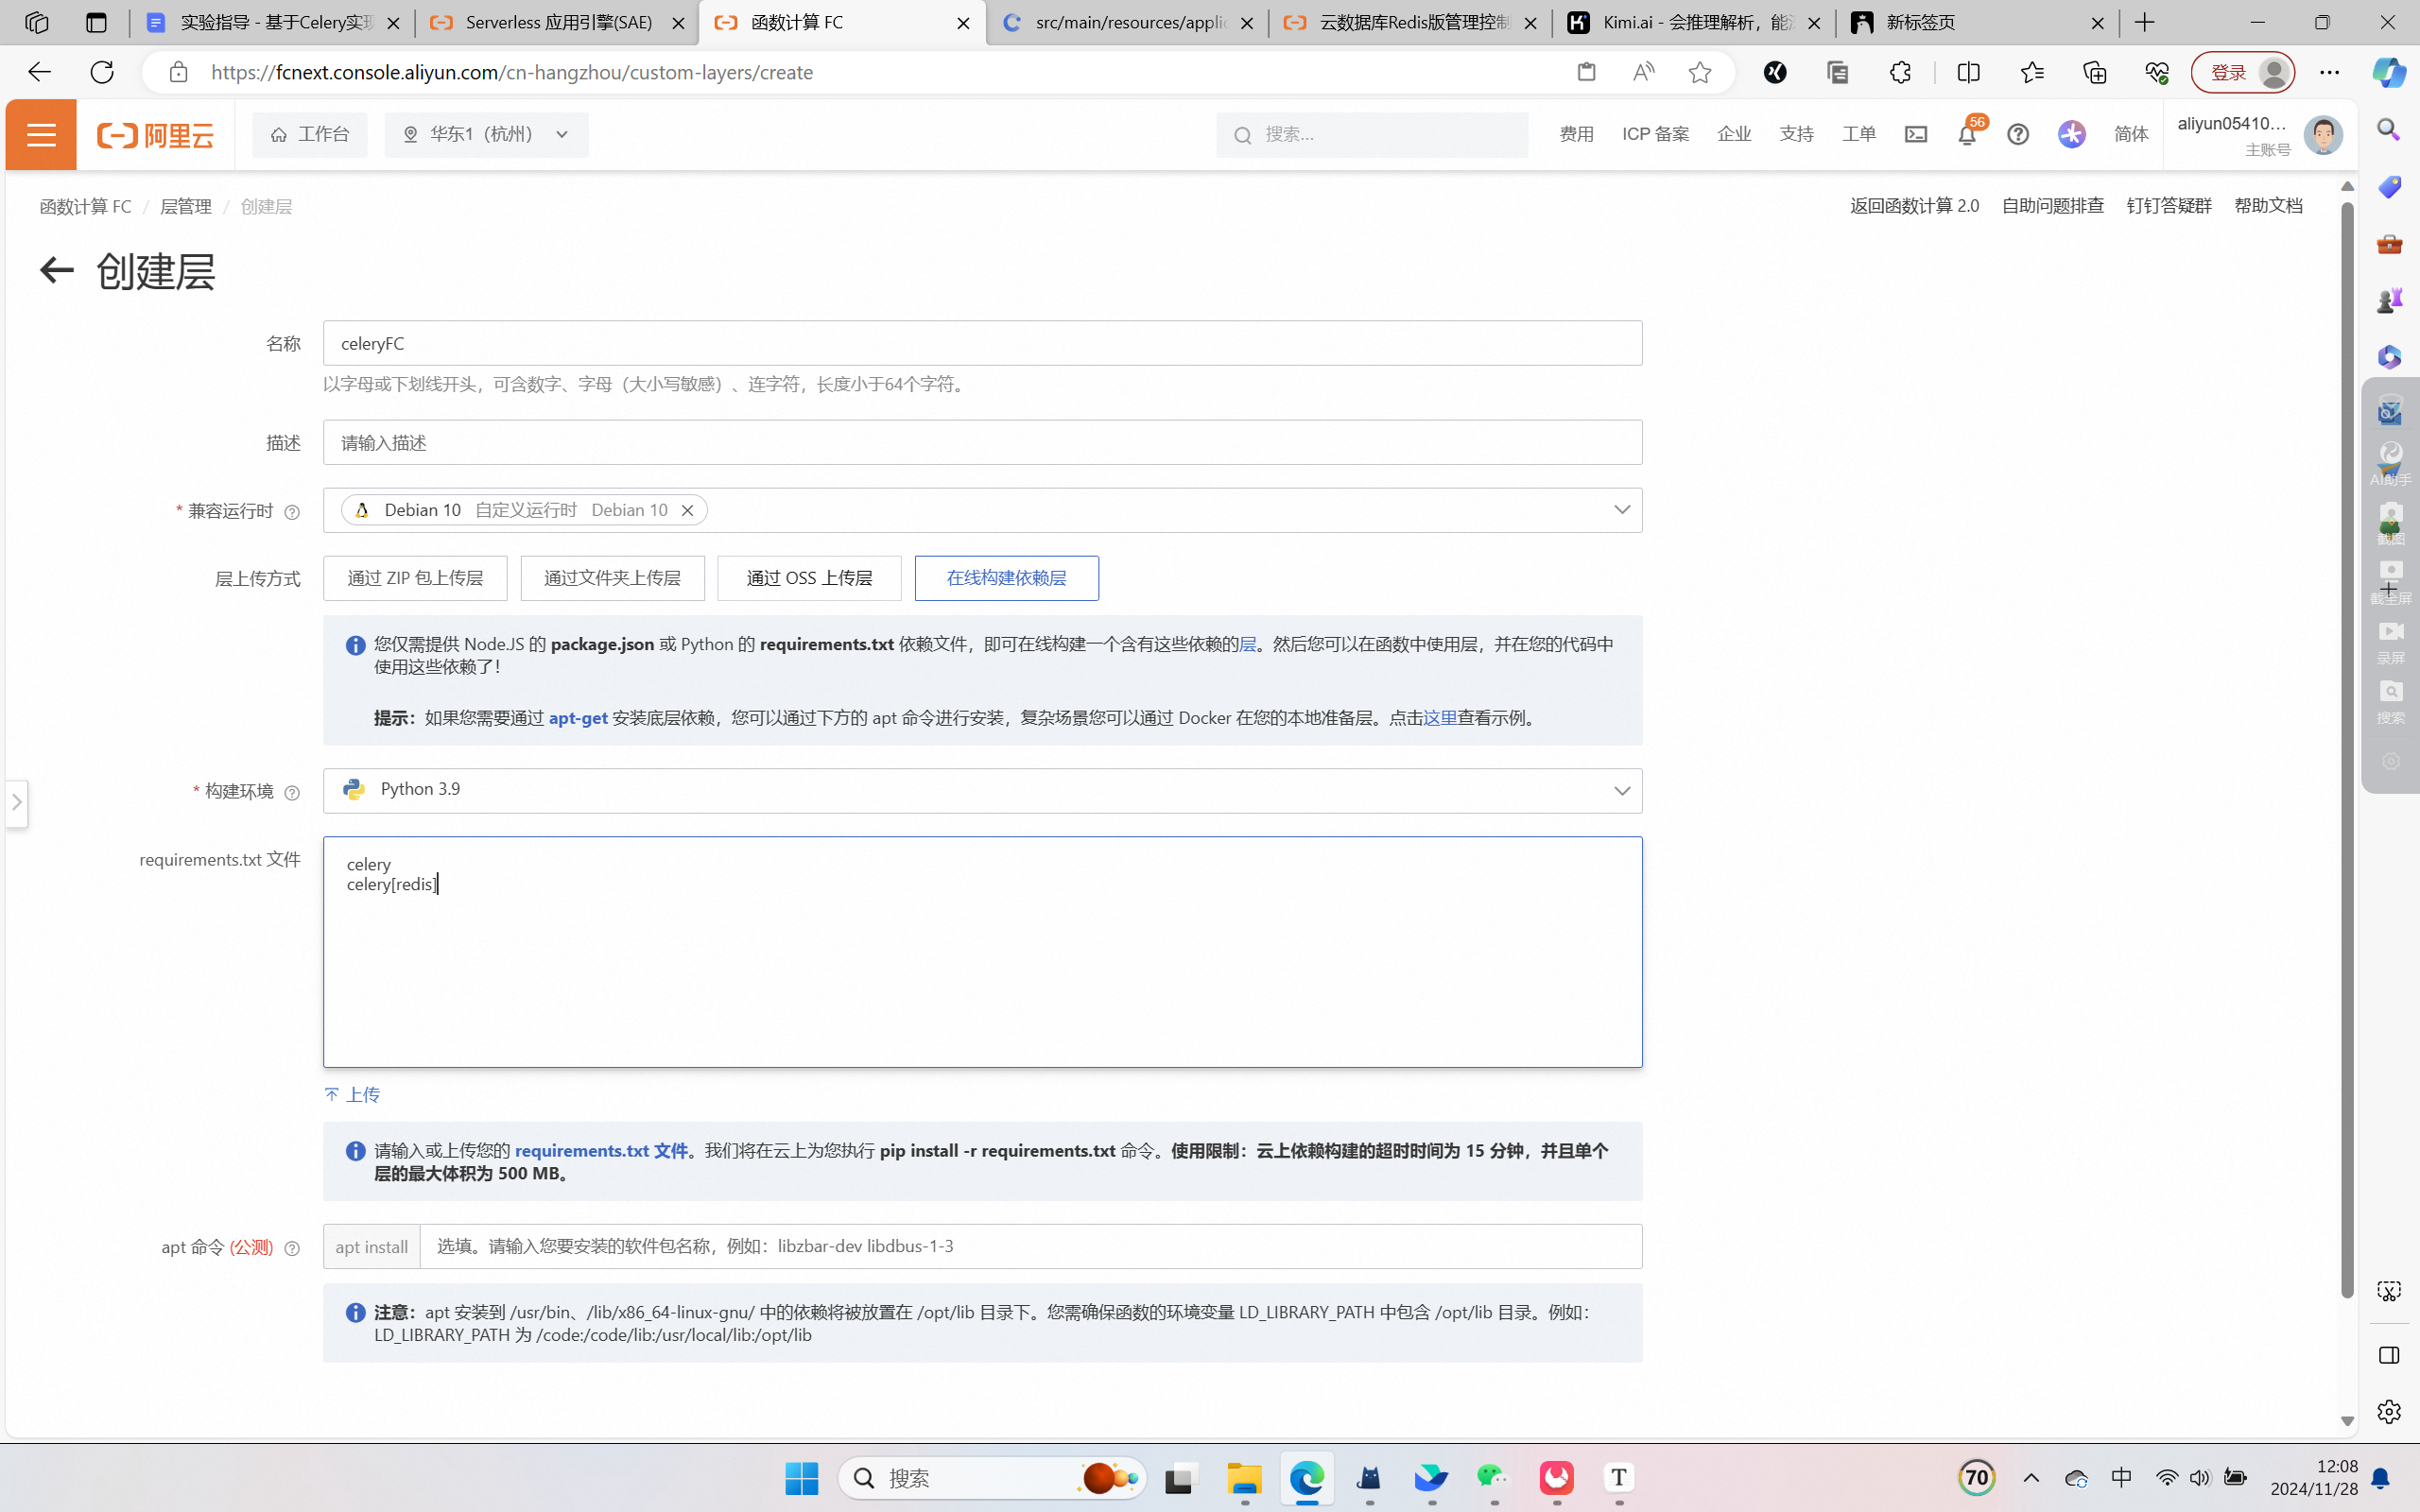 实验指导 - 基于Celery实现
Serverless 应用引擎(SAE)
函数计算 FC
src/main/resources/applic
云数据库Redis版管理控制
Kimi.ai - 会推理解析，能深
新标签页
https://fcnext.console.aliyun.com/cn-hangzhou/custom-layers/create
登录
阿里云
工作台
华东1（杭州）
搜索...
费用
ICP 备案
企业
支持
工单
56
简体
aliyun05410...
主账号
函数计算 FC / 层管理 / 创建层
返回函数计算 2.0
自助问题排查
钉钉答疑群
帮助文档
创建层
名称
celeryFC
以字母或下划线开头，可含数字、字母（大小写敏感）、连字符，长度小于64个字符。
描述
请输入描述
* 兼容运行时
Debian 10 自定义运行时 Debian 10
层上传方式
通过 ZIP 包上传层
通过文件夹上传层
通过 OSS 上传层
在线构建依赖层
您仅需提供 Node.JS 的 package.json 或 Python 的 requirements.txt 依赖文件，即可在线构建一个含有这些依赖的层。然后您可以在函数中使用层，并在您的代码中
使用这些依赖了！
提示：如果您需要通过 apt-get 安装底层依赖，您可以通过下方的 apt 命令进行安装，复杂场景您可以通过 Docker 在您的本地准备层。点击这里查看示例。
* 构建环境
Python 3.9
requirements.txt 文件
celery
celery[redis]
上传
请输入或上传您的 requirements.txt 文件。我们将在云上为您执行 pip install -r requirements.txt 命令。使用限制：云上依赖构建的超时时间为 15 分钟，并且单个
层的最大体积为 500 MB。
apt 命令 (公测)
apt install
选填。请输入您要安装的软件包名称，例如：libzbar-dev libdbus-1-3
注意：apt 安装到 /usr/bin、/lib/x86_64-linux-gnu/ 中的依赖将被放置在 /opt/lib 目录下。您需确保函数的环境变量 LD_LIBRARY_PATH 中包含 /opt/lib 目录。例如：
LD_LIBRARY_PATH 为 /code:/code/lib:/usr/local/lib:/opt/lib
AI助手
截图
截全屏
录屏
搜索
搜索
T
70
中
12:08
2024/11/28